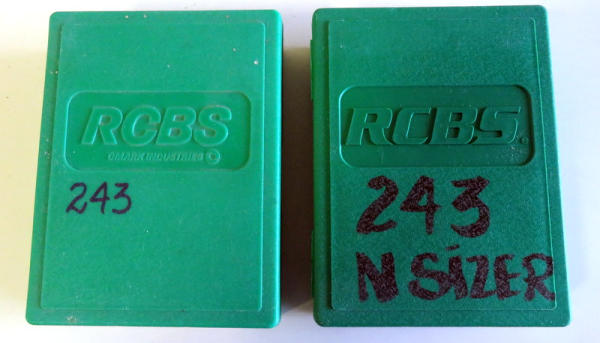 RCBS
OMARK INDUSTRIES
243
RCBS.
243
N SIZER